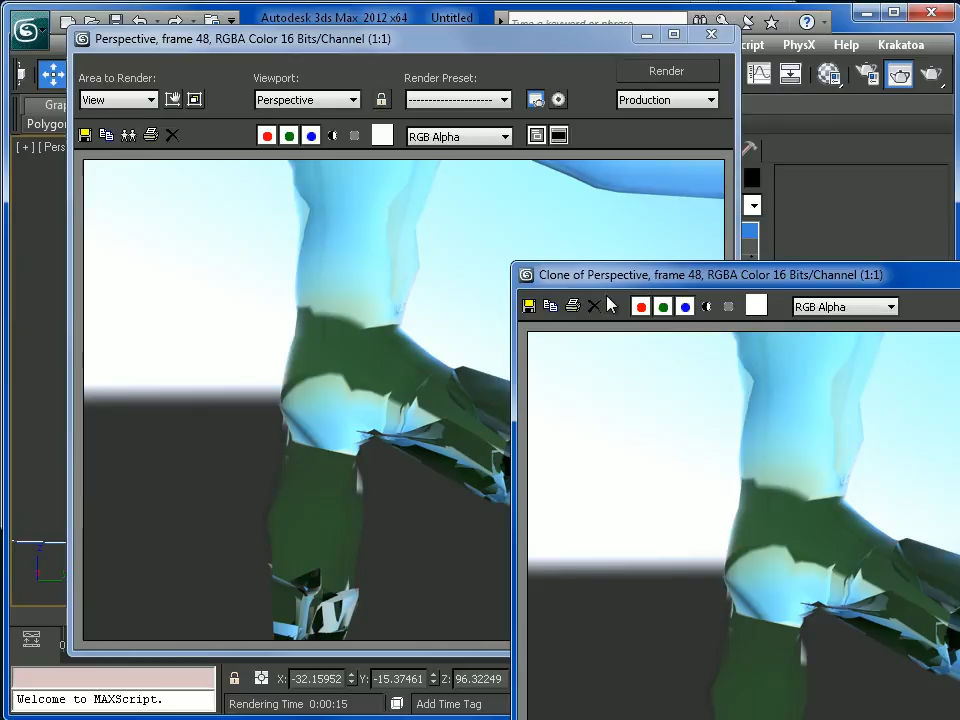 Autodesk 3ds Max 2012 x64 Untitled
Type a keyword or phrase
Perspective, frame 48, RGBA Color 16 Bits/Channel (1:1)
cript PhysX Help Krakatoa
Area to Render: Viewport: Render Preset: Render
View Perspective Production
Grap
Polygon
RGB Alpha
[ + ] [ Pers
Clone of Perspective, frame 48, RGBA Color 16 Bits/Channel (1:1)
RGB Alpha
X: -32.15952 Y: -15.37461 Z: 96.32249
Welcome to MAXScript.
Rendering Time 0:00:15 Add Time Tag